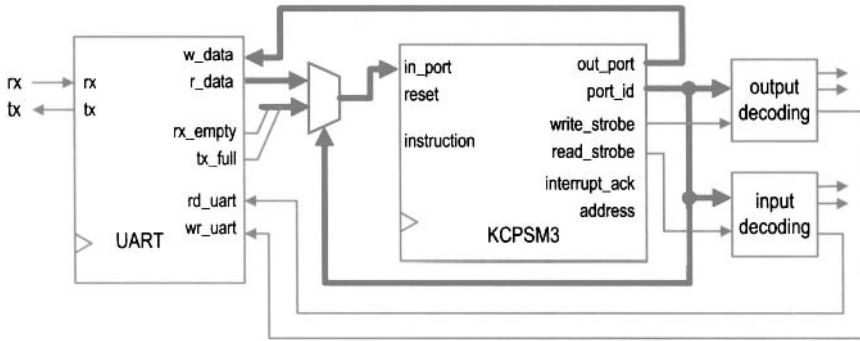 w_data
rx
rx
r_data
tx
tx
rx_empty
tx_full
rd_uart
wr_uart
UART
in_port
reset
instruction
out_port
port_id
write_strobe
read_strobe
interrupt_ack
address
KCPSM3
output
decoding
input
decoding